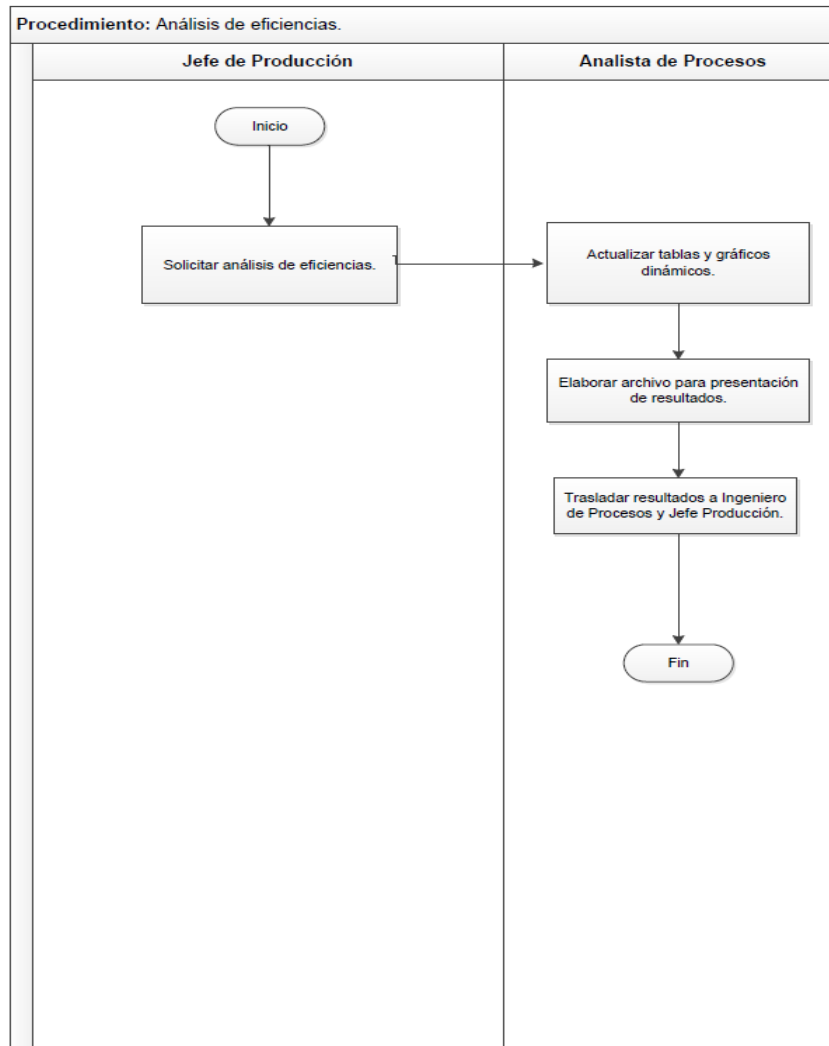 Procedimiento: Análisis de eficiencias.
Jefe de Producción
Analista de Procesos
Inicio
Solicitar análisis de eficiencias.
Actualizar tablas y gráficos
dinámicos.
Elaborar archivo para presentación
de resultados.
Trasladar resultados a Ingeniero
de Procesos y Jefe Producción.
Fin